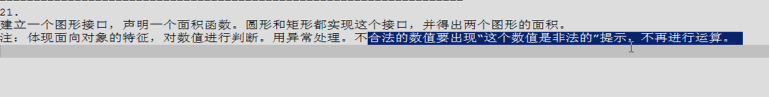 21.
建立一个图形接口，声明一个面积函数。圆形和矩形都实现这个接口，并得出两个图形的面积。
注：体现面向对象的特征，对数值进行判断。用异常处理。不合法的数值要出现“这个数值是非法的”提示，不再进行运算。